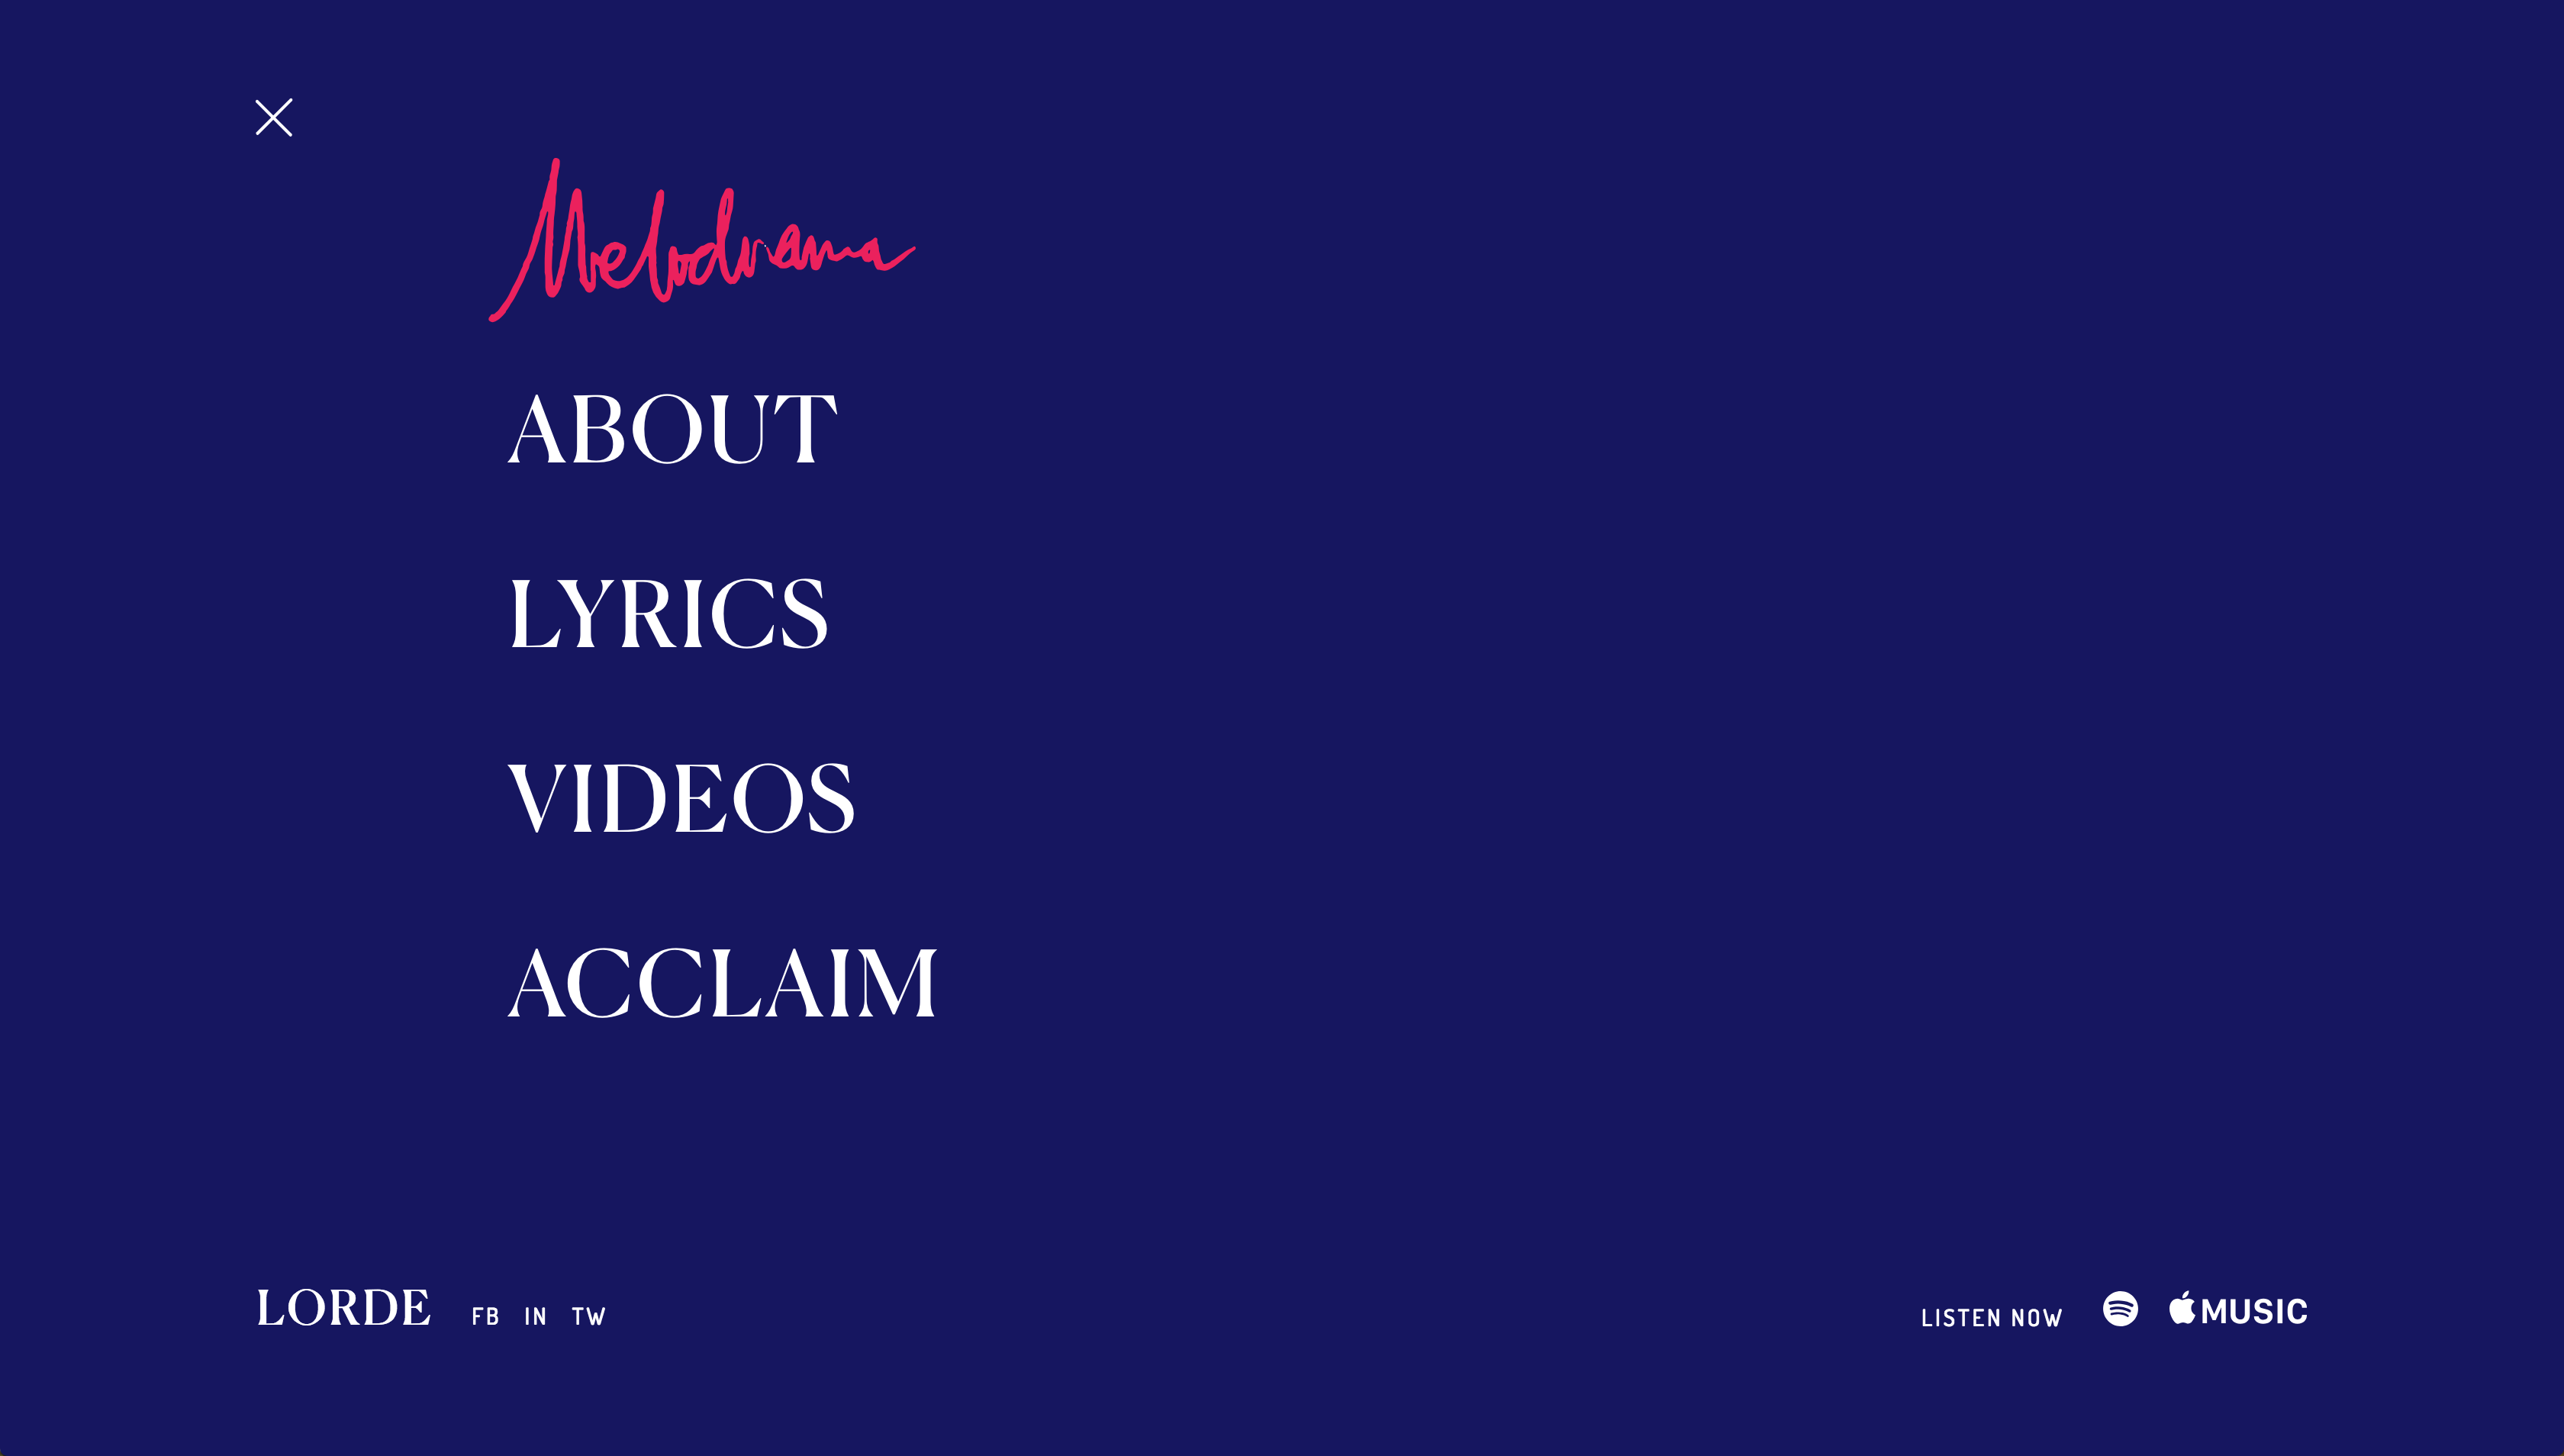 Melodrama
ABOUT
LYRICS
VIDEOS
ACCLAIM
LORDE FB IN TW
LISTEN NOW MUSIC